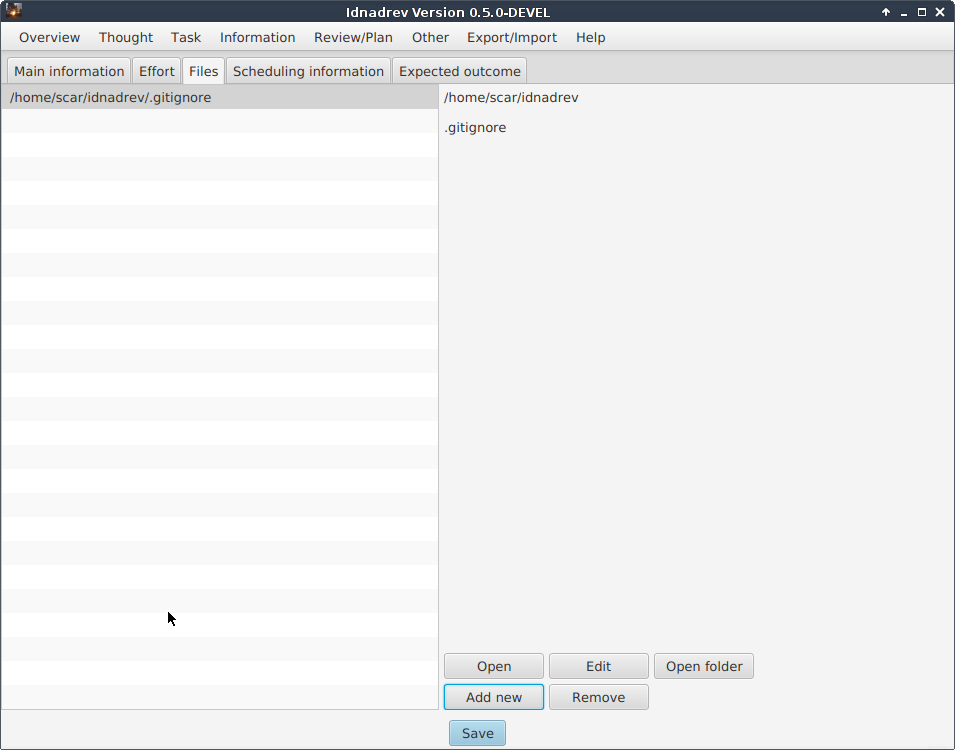 Idnadrev Version 0.5.0-DEVEL
Overview Thought Task Information Review/Plan Other Export/Import Help
Main information Effort Files Scheduling information Expected outcome
/home/scar/idnadrev/.gitignore
/home/scar/idnadrev
.gitignore
Open Edit Open folder
Add new Remove
Save